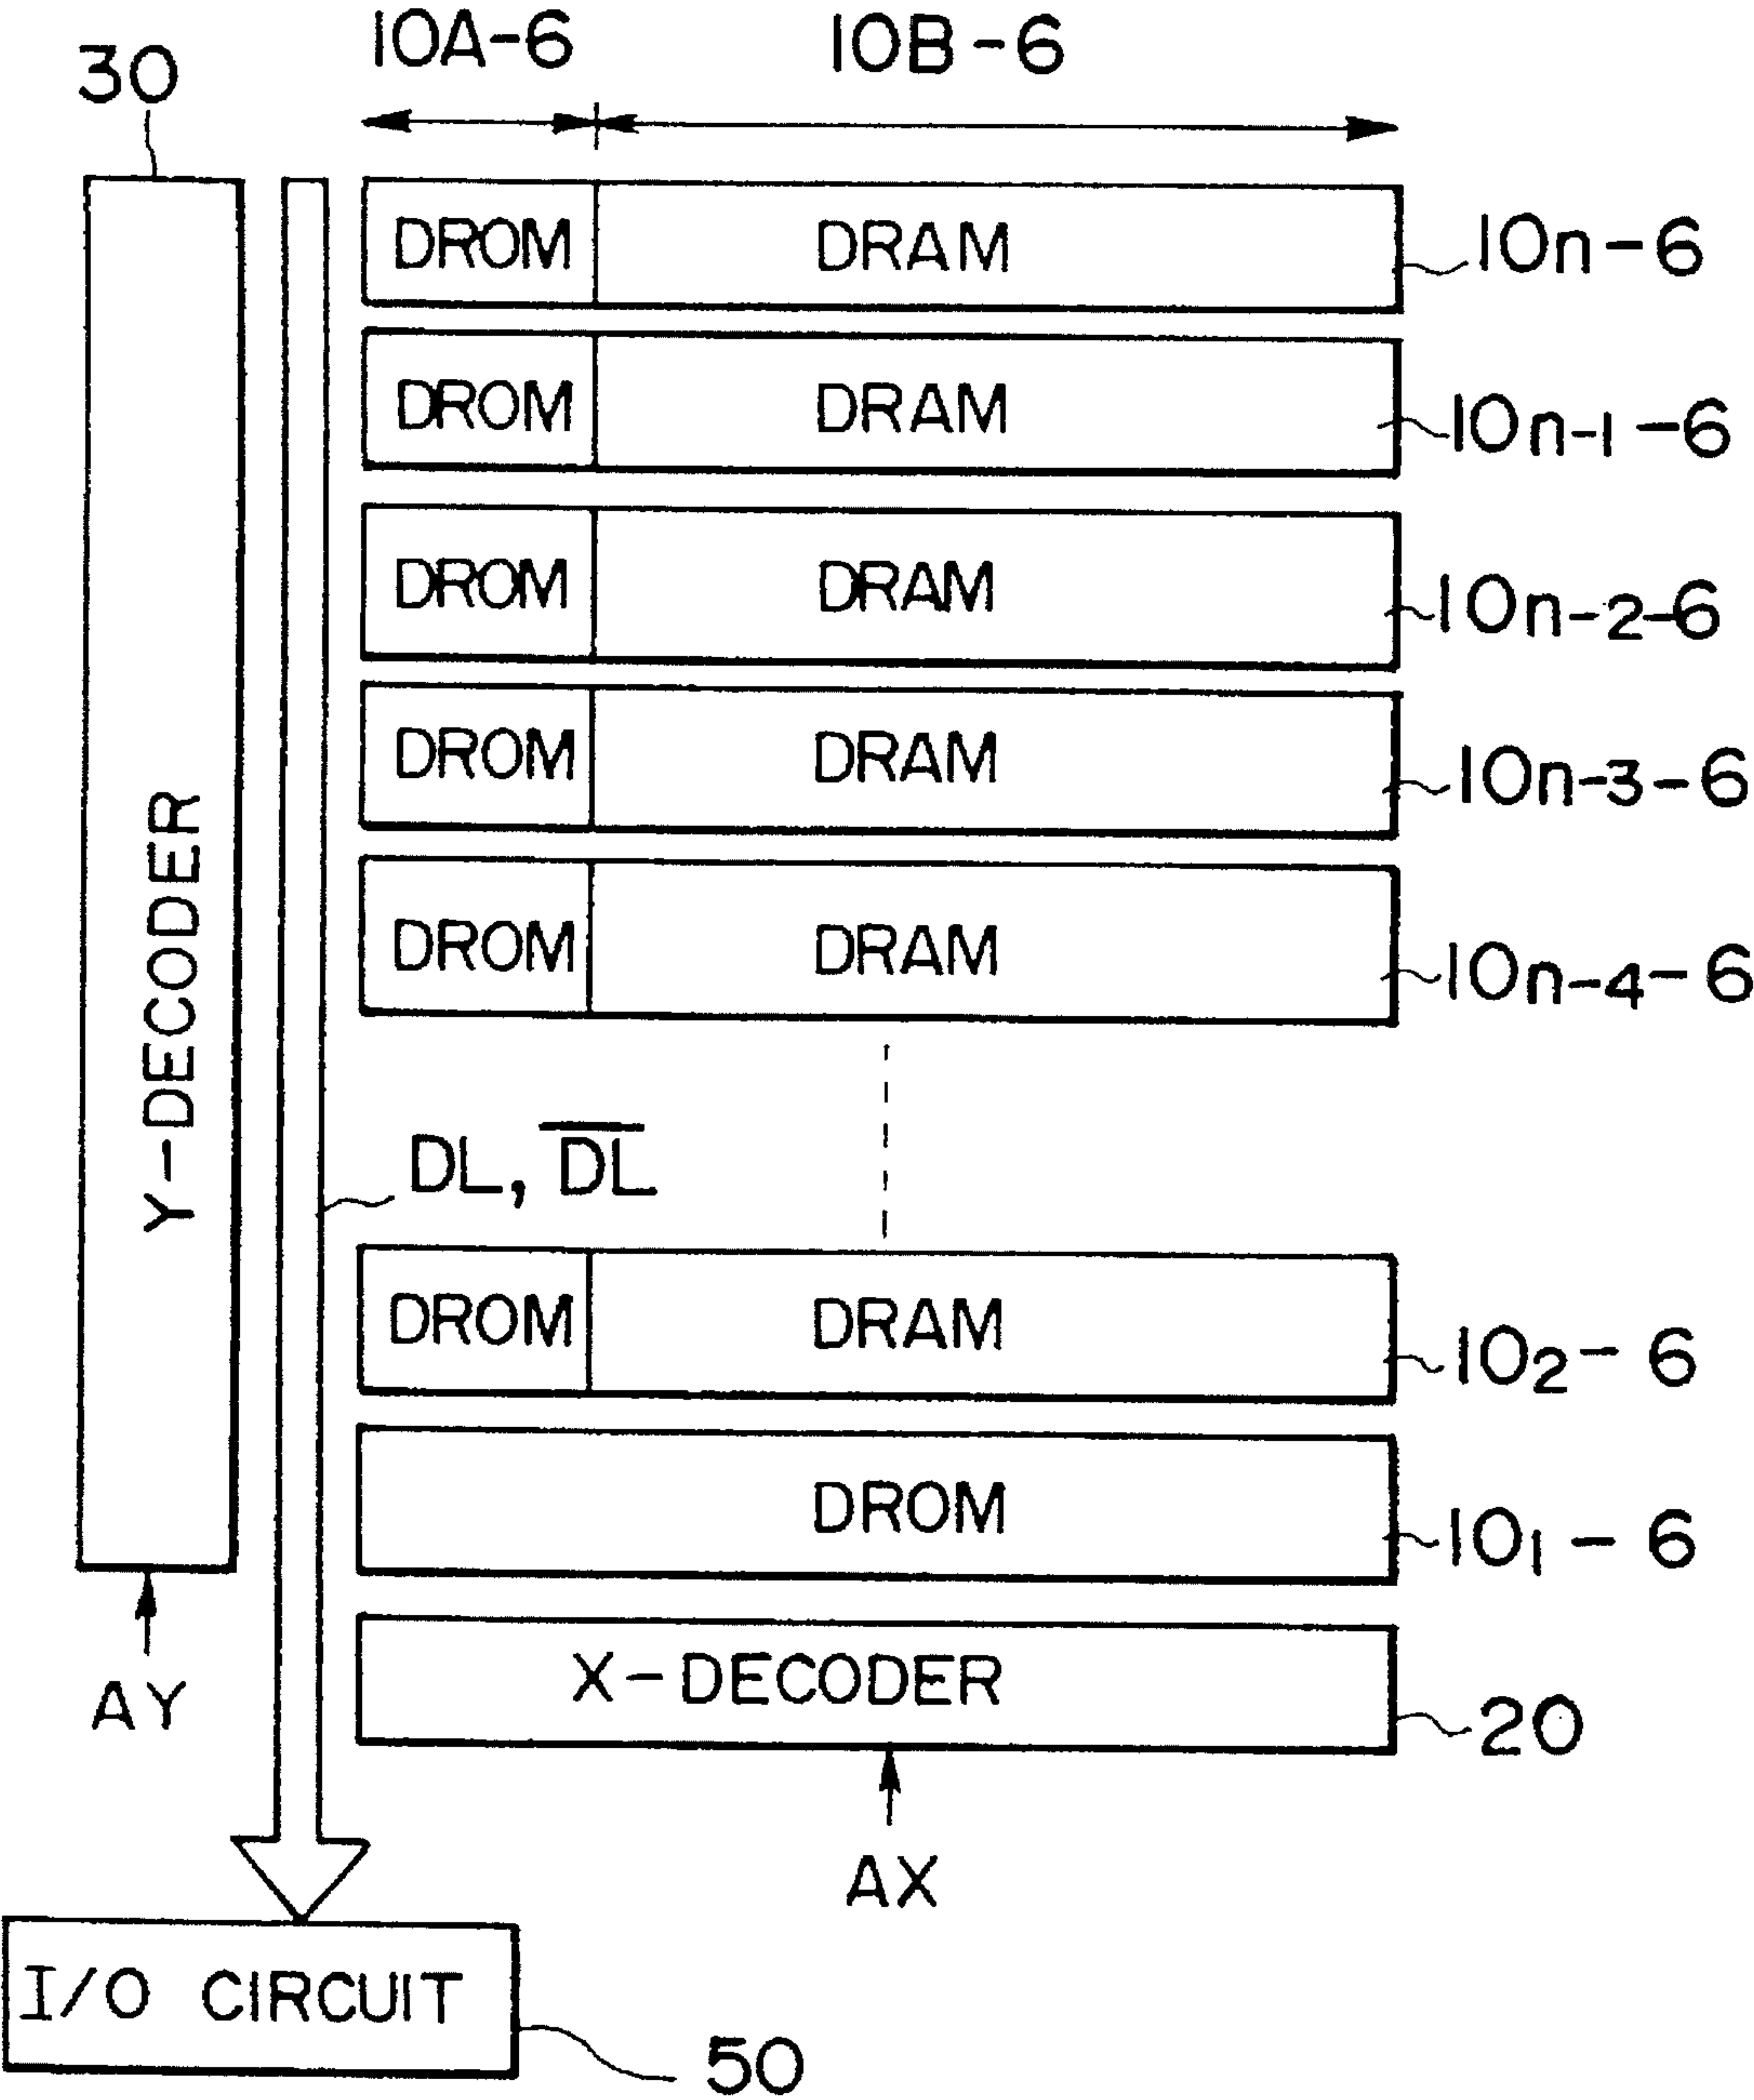 10A-6 10B-6
30
DROM DRAM 10n-6
DROM DRAM 10n-1-6
DROM DRAM 10n-2-6
DROM DRAM 10n-3-6
DROM DRAM 10n-4-6
Y-DECODER
DL, D̅L̅
DROM DRAM 10₂-6
DROM 10₁-6
X-DECODER 20
AY
AX
I/O CIRCUIT 50